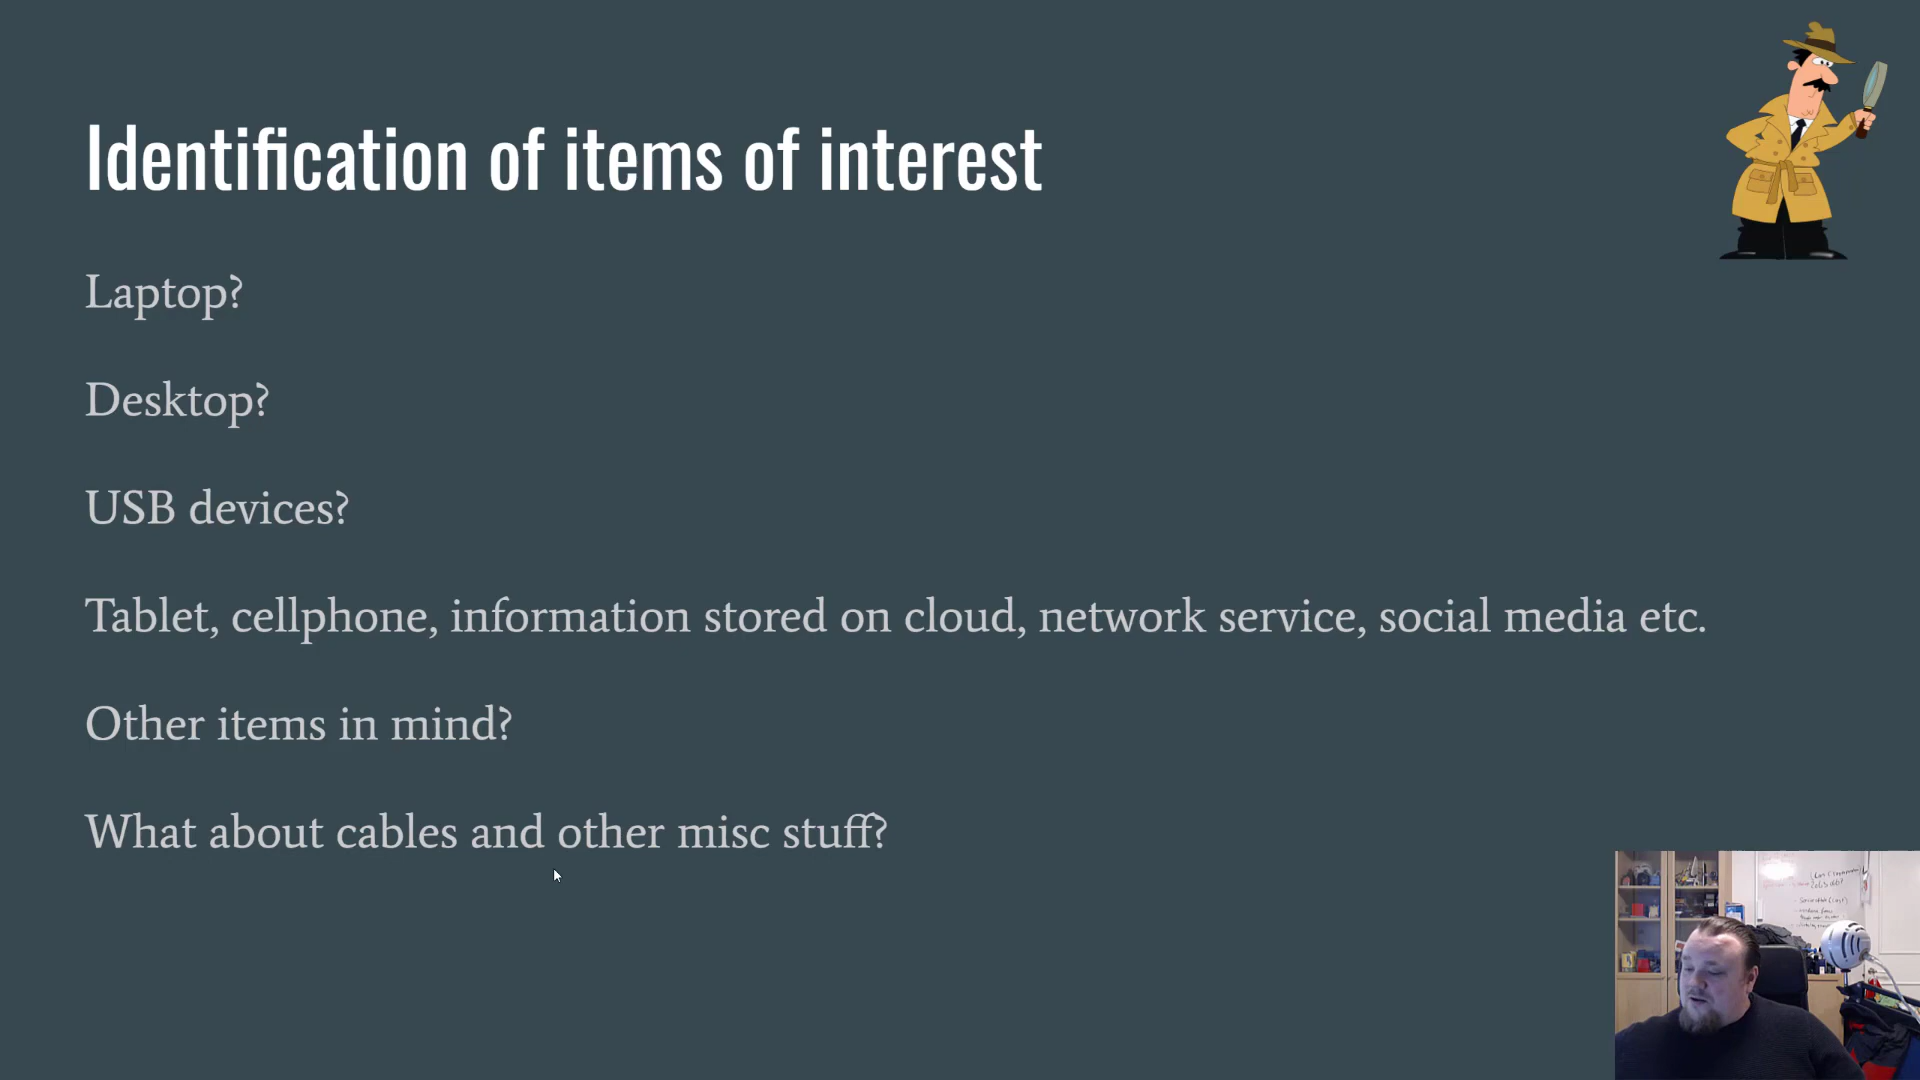 Identification of items of interest
Laptop?
Desktop?
USB devices?
Tablet, cellphone, information stored on cloud, network service, social media etc.
Other items in mind?
What about cables and other misc stuff?